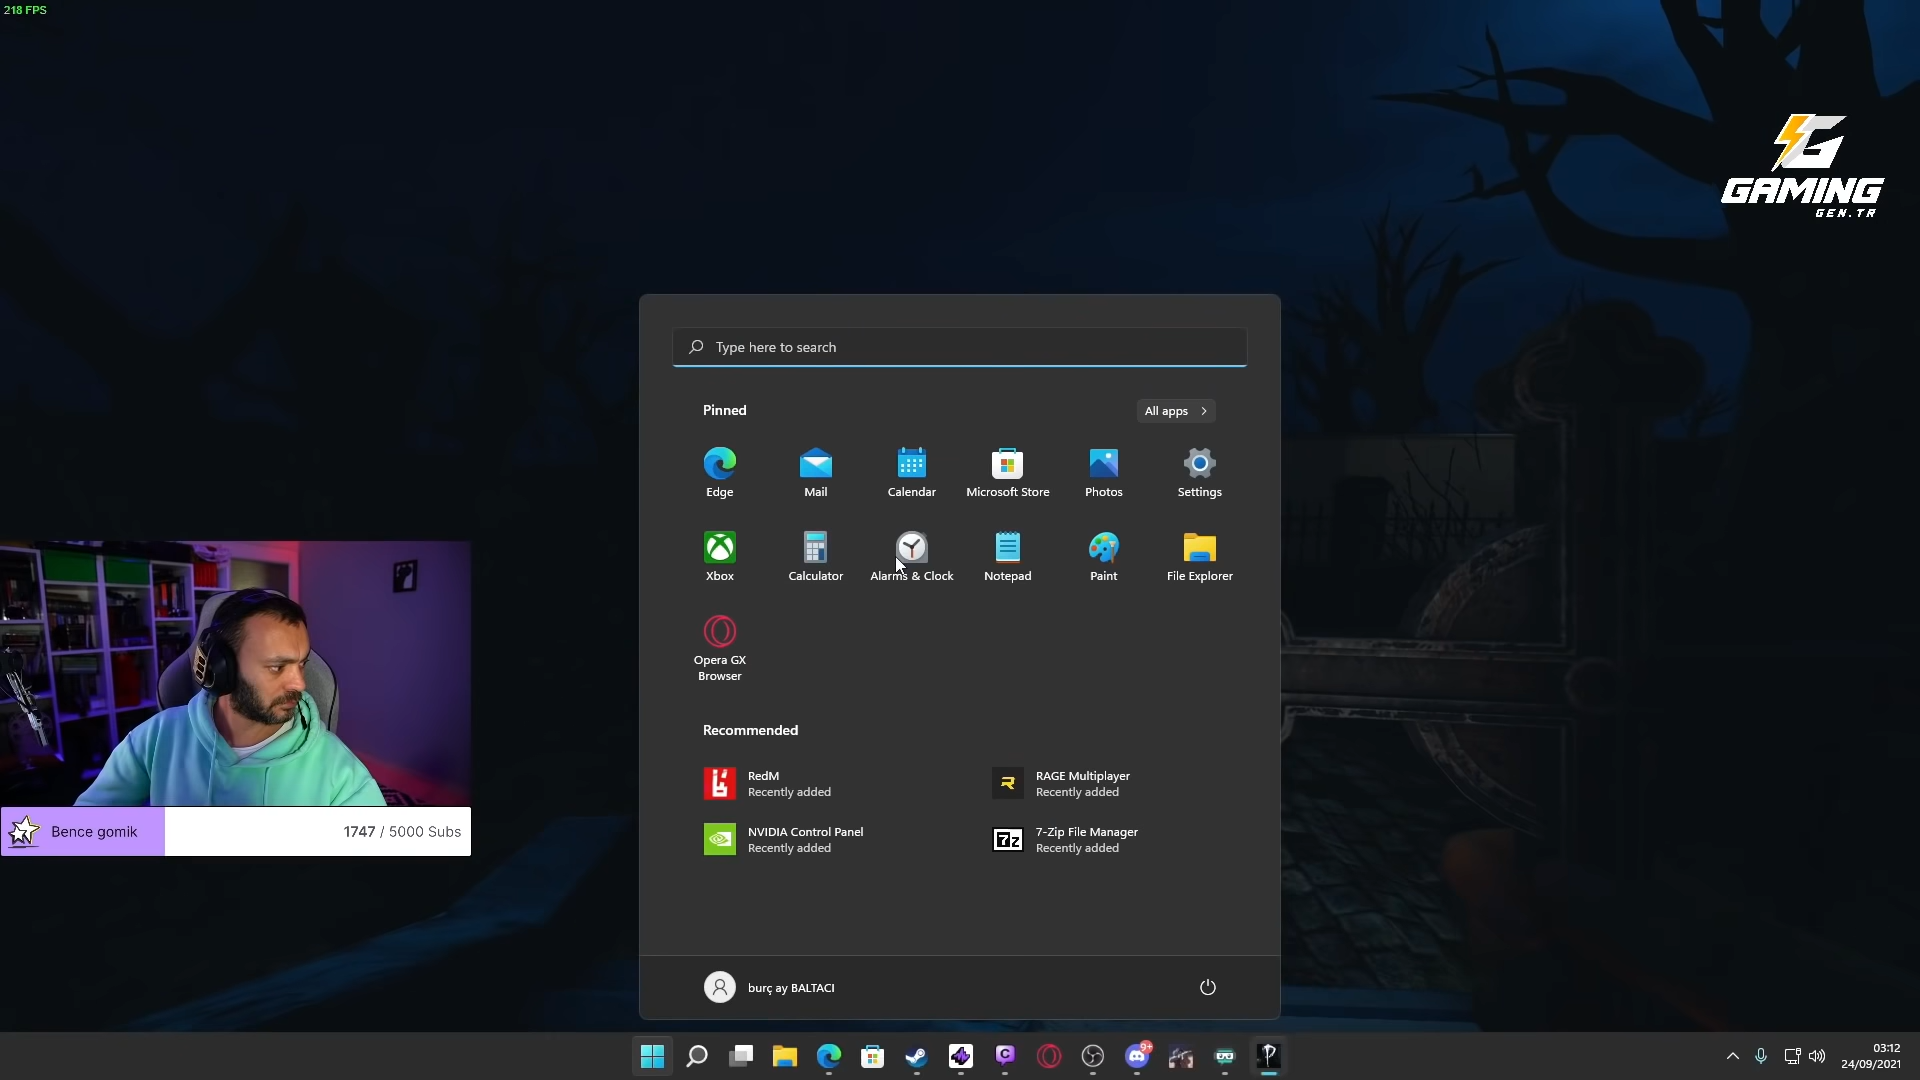 218 FPS
GAMING
GEN.TR
Type here to search
Pinned
All apps
Edge
Mail
Calendar
Microsoft Store
Photos
Settings
Xbox
Calculator
Alarms & Clock
Notepad
Paint
File Explorer
Opera GX
Browser
Recommended
RedM
Recently added
RAGE Multiplayer
Recently added
NVIDIA Control Panel
Recently added
7z
7-Zip File Manager
Recently added
Bence gomik
1747 / 5000 Subs
burç ay BALTACI
9+
03:12
24/09/2021